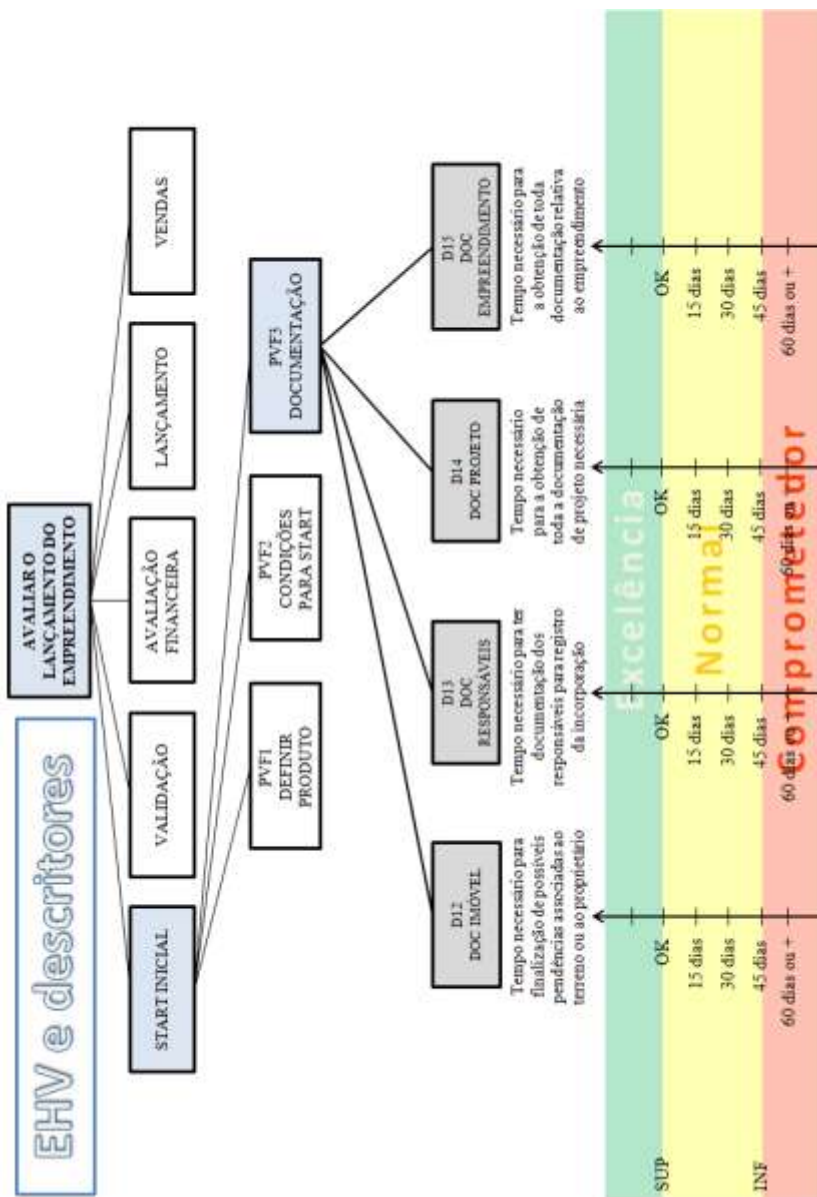 EHV e descritores
AVALIAR O
LANÇAMENTO DO
EMPREENDIMENTO
START INICIAL
VALIDAÇÃO
AVALIAÇÃO
FINANCEIRA
LANÇAMENTO
VENDAS
PVF1
DEFINIR
PRODUTO
PVF2
CONDIÇÕES
PARA START
PVF3
DOCUMENTAÇÃO
D12
DOC IMÓVEL
Tempo necessário para
finalização de possíveis
pendências associadas ao
terreno ou ao proprietário
D13
DOC
RESPONSÁVEIS
Tempo necessário para ter
documentação dos
responsáveis para registro
da incorporação
D14
DOC PROJETO
Tempo necessário
para a obtenção de
toda a documentação
de projeto necessária
D15
DOC
EMPREENDIMENTO
Tempo necessário para
a obtenção de toda
documentação relativa
ao empreendimento
Excelência
Normal
Comprometedor
SUP
INF
OK
15 dias
30 dias
45 dias
60 dias ou +
OK
15 dias
30 dias
45 dias
60 dias ou
OK
15 dias
30 dias
45 dias
60 dias ou
OK
15 dias
30 dias
45 dias
60 dias ou +